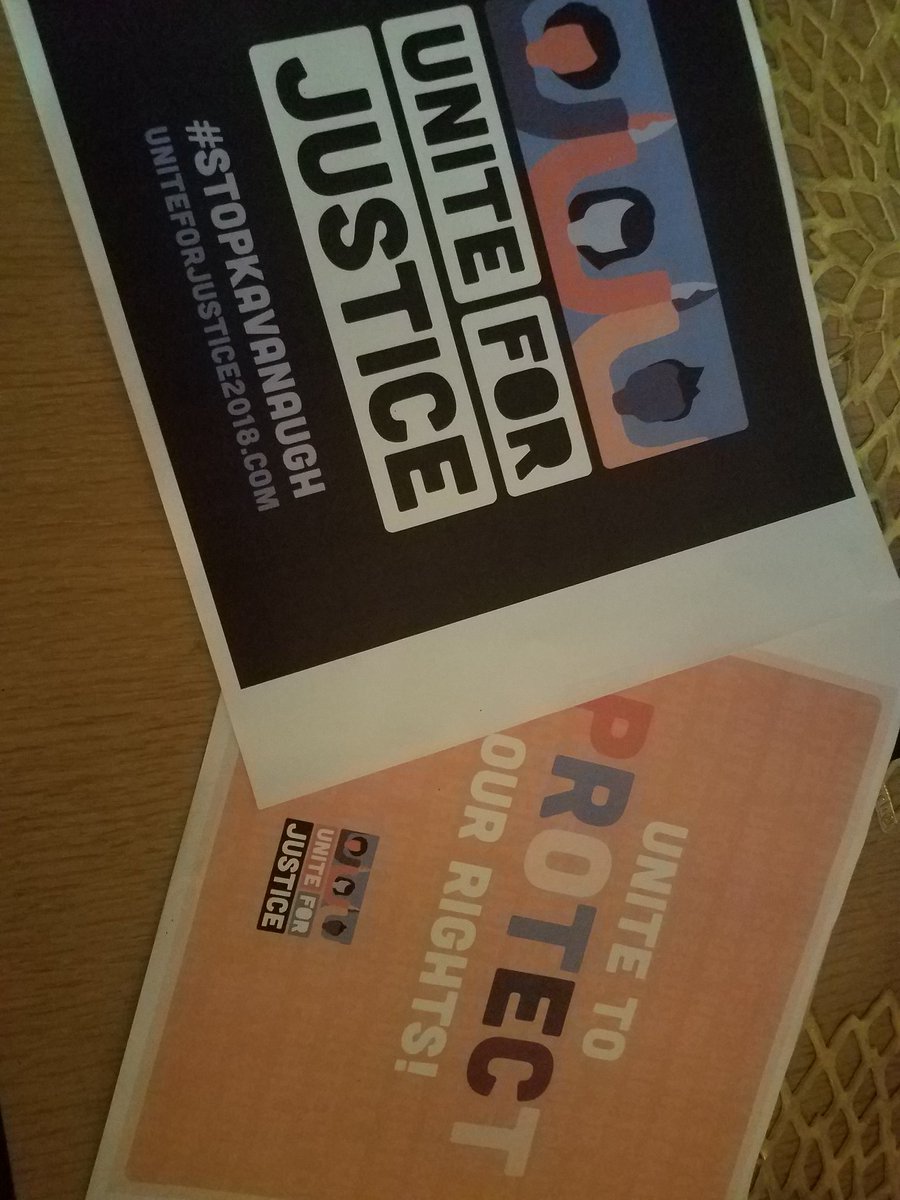 UNITE FOR
JUSTICE
#STOPKAVANAUGH
UNITEFORJUSTICE2018.COM
UNITE TO
PROTECT
OUR RIGHTS!
UNITE FOR
JUSTICE